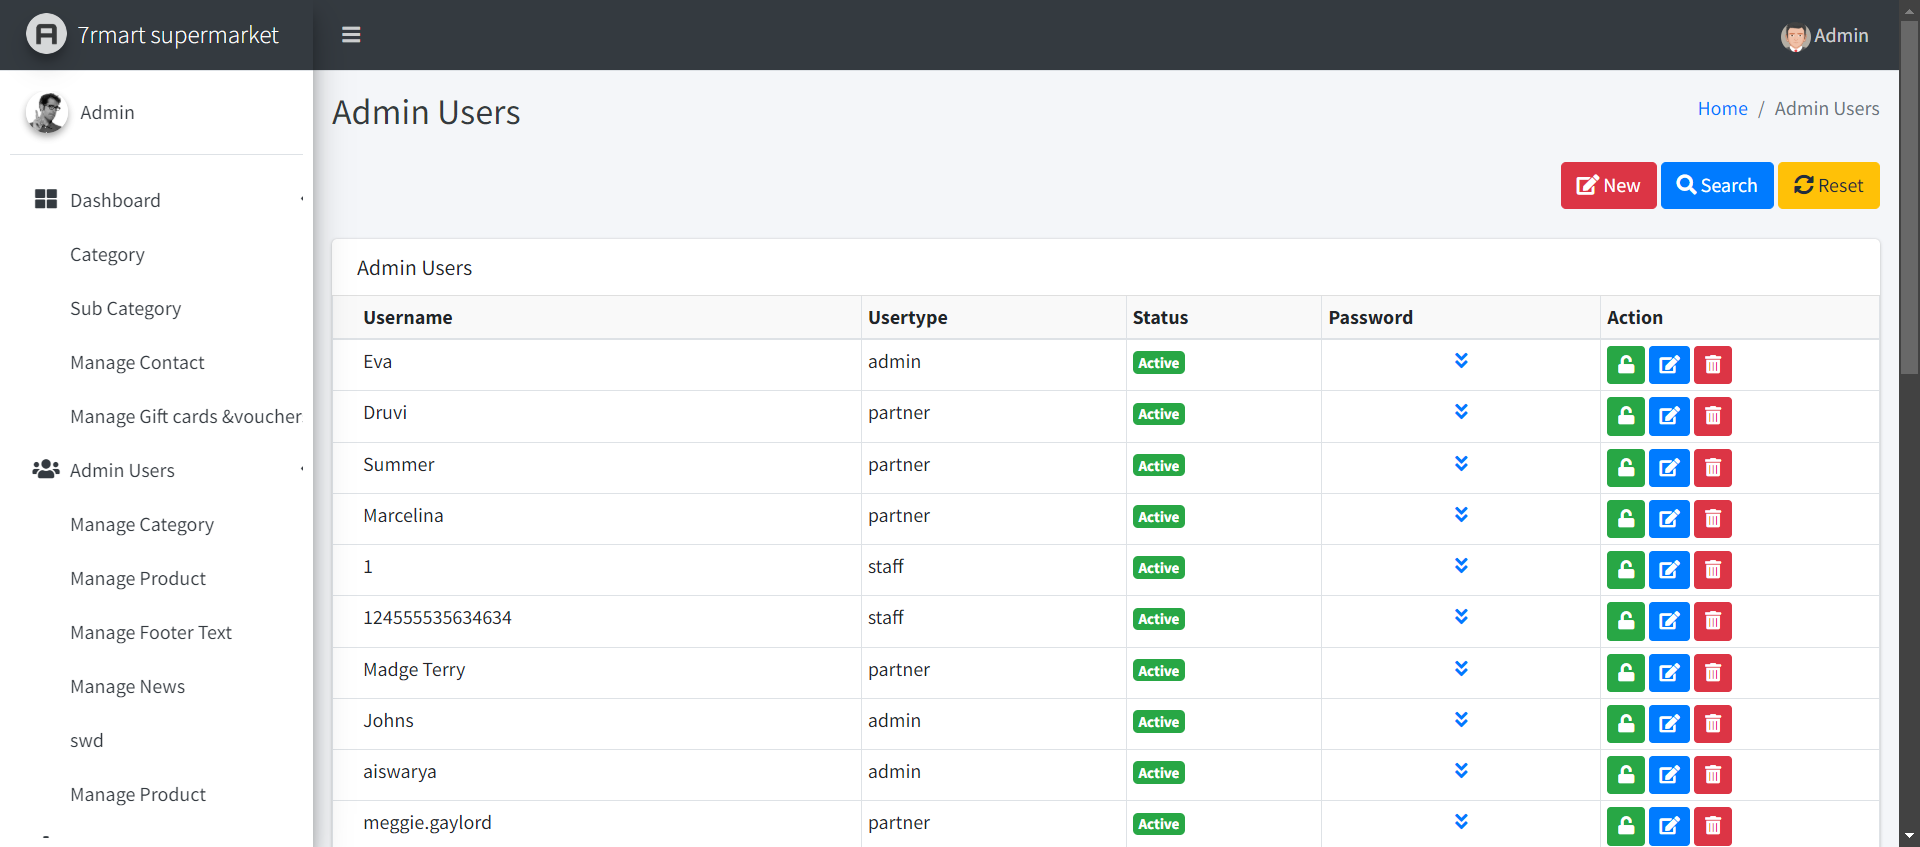 7rmart supermarket
Admin
Admin
Dashboard
Category
Sub Category
Manage Contact
Manage Gift cards &voucher
Admin Users
Manage Category
Manage Product
Manage Footer Text
Manage News
swd
Manage Product
Admin Users
Home / Admin Users
New Search Reset
Admin Users
Username Usertype Status Password Action
Eva admin Active
Druvi partner Active
Summer partner Active
Marcelina partner Active
1 staff Active
124555535634634 staff Active
Madge Terry partner Active
Johns admin Active
aiswarya admin Active
meggie.gaylord partner Active